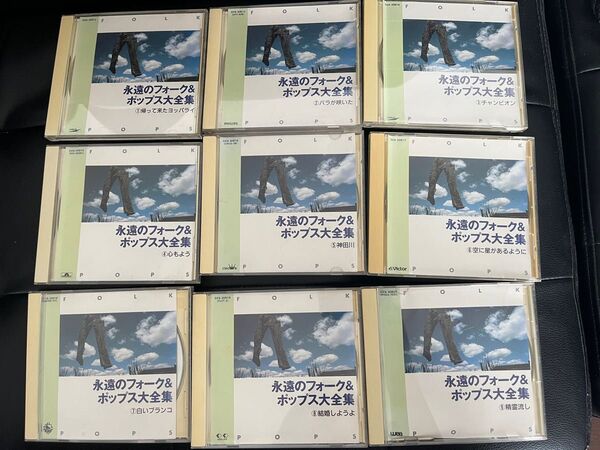 FOLK
永遠のフォーク&
ポップス大全集
①帰って来たヨッパライ
POPS
FOLK
永遠のフォーク&
ポップス大全集
②バラが咲いた
PHILIPS
POPS
FOLK
永遠のフォーク&
ポップス大全集
③チャンピオン
POPS
FOLK
永遠のフォーク&
ポップス大全集
④心もよう
POPS
FOLK
永遠のフォーク&
ポップス大全集
⑤神田川
POPS
FOLK
永遠のフォーク&
ポップス大全集
⑥空に星があるように
Victor
POPS
FOLK
永遠のフォーク&
ポップス大全集
⑦白いブランコ
POPS
FOLK
永遠のフォーク&
ポップス大全集
⑧結婚しようよ
POPS
FOLK
永遠のフォーク&
ポップス大全集
⑨精霊流し
POPS